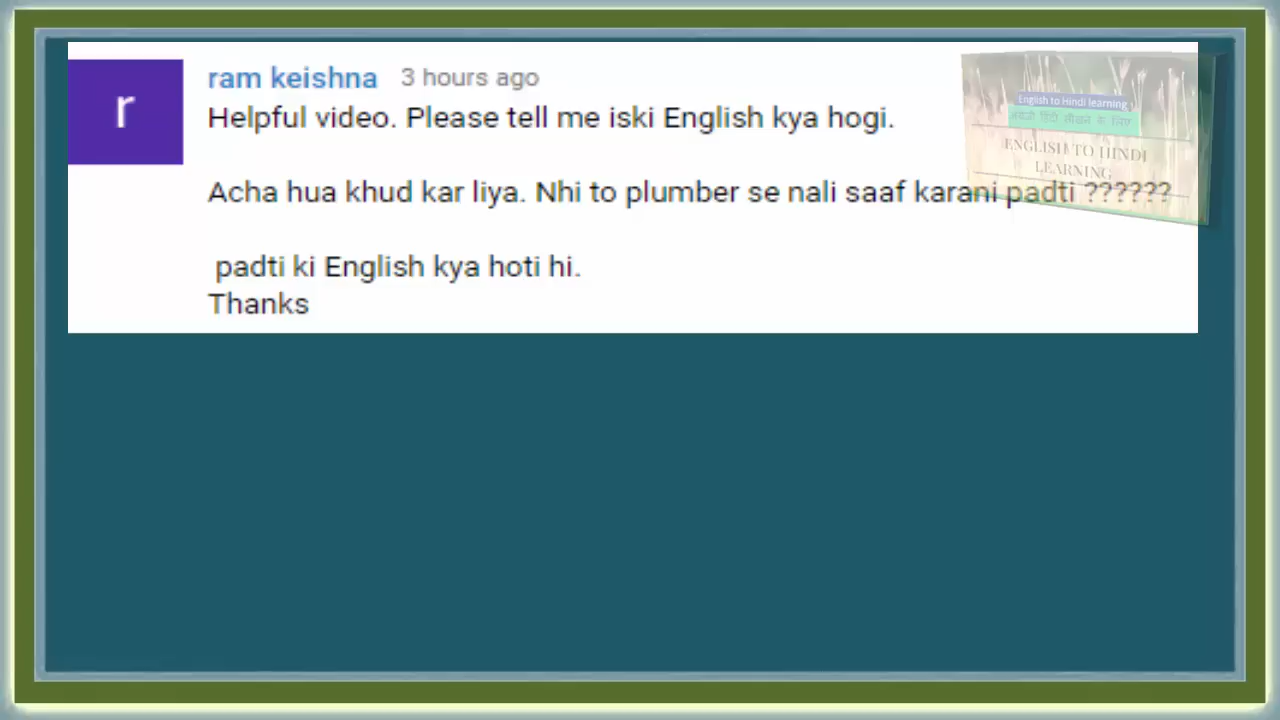 r
ram keishna 3 hours ago
Helpful video. Please tell me iski English kya hogi.
Acha hua khud kar liya. Nhi to plumber se nali saaf karani padti ??????
padti ki English kya hoti hi.
Thanks
English to Hindi learning
हिंदी सीखने के लिए
ENGLISH TO HINDI
LEARNING